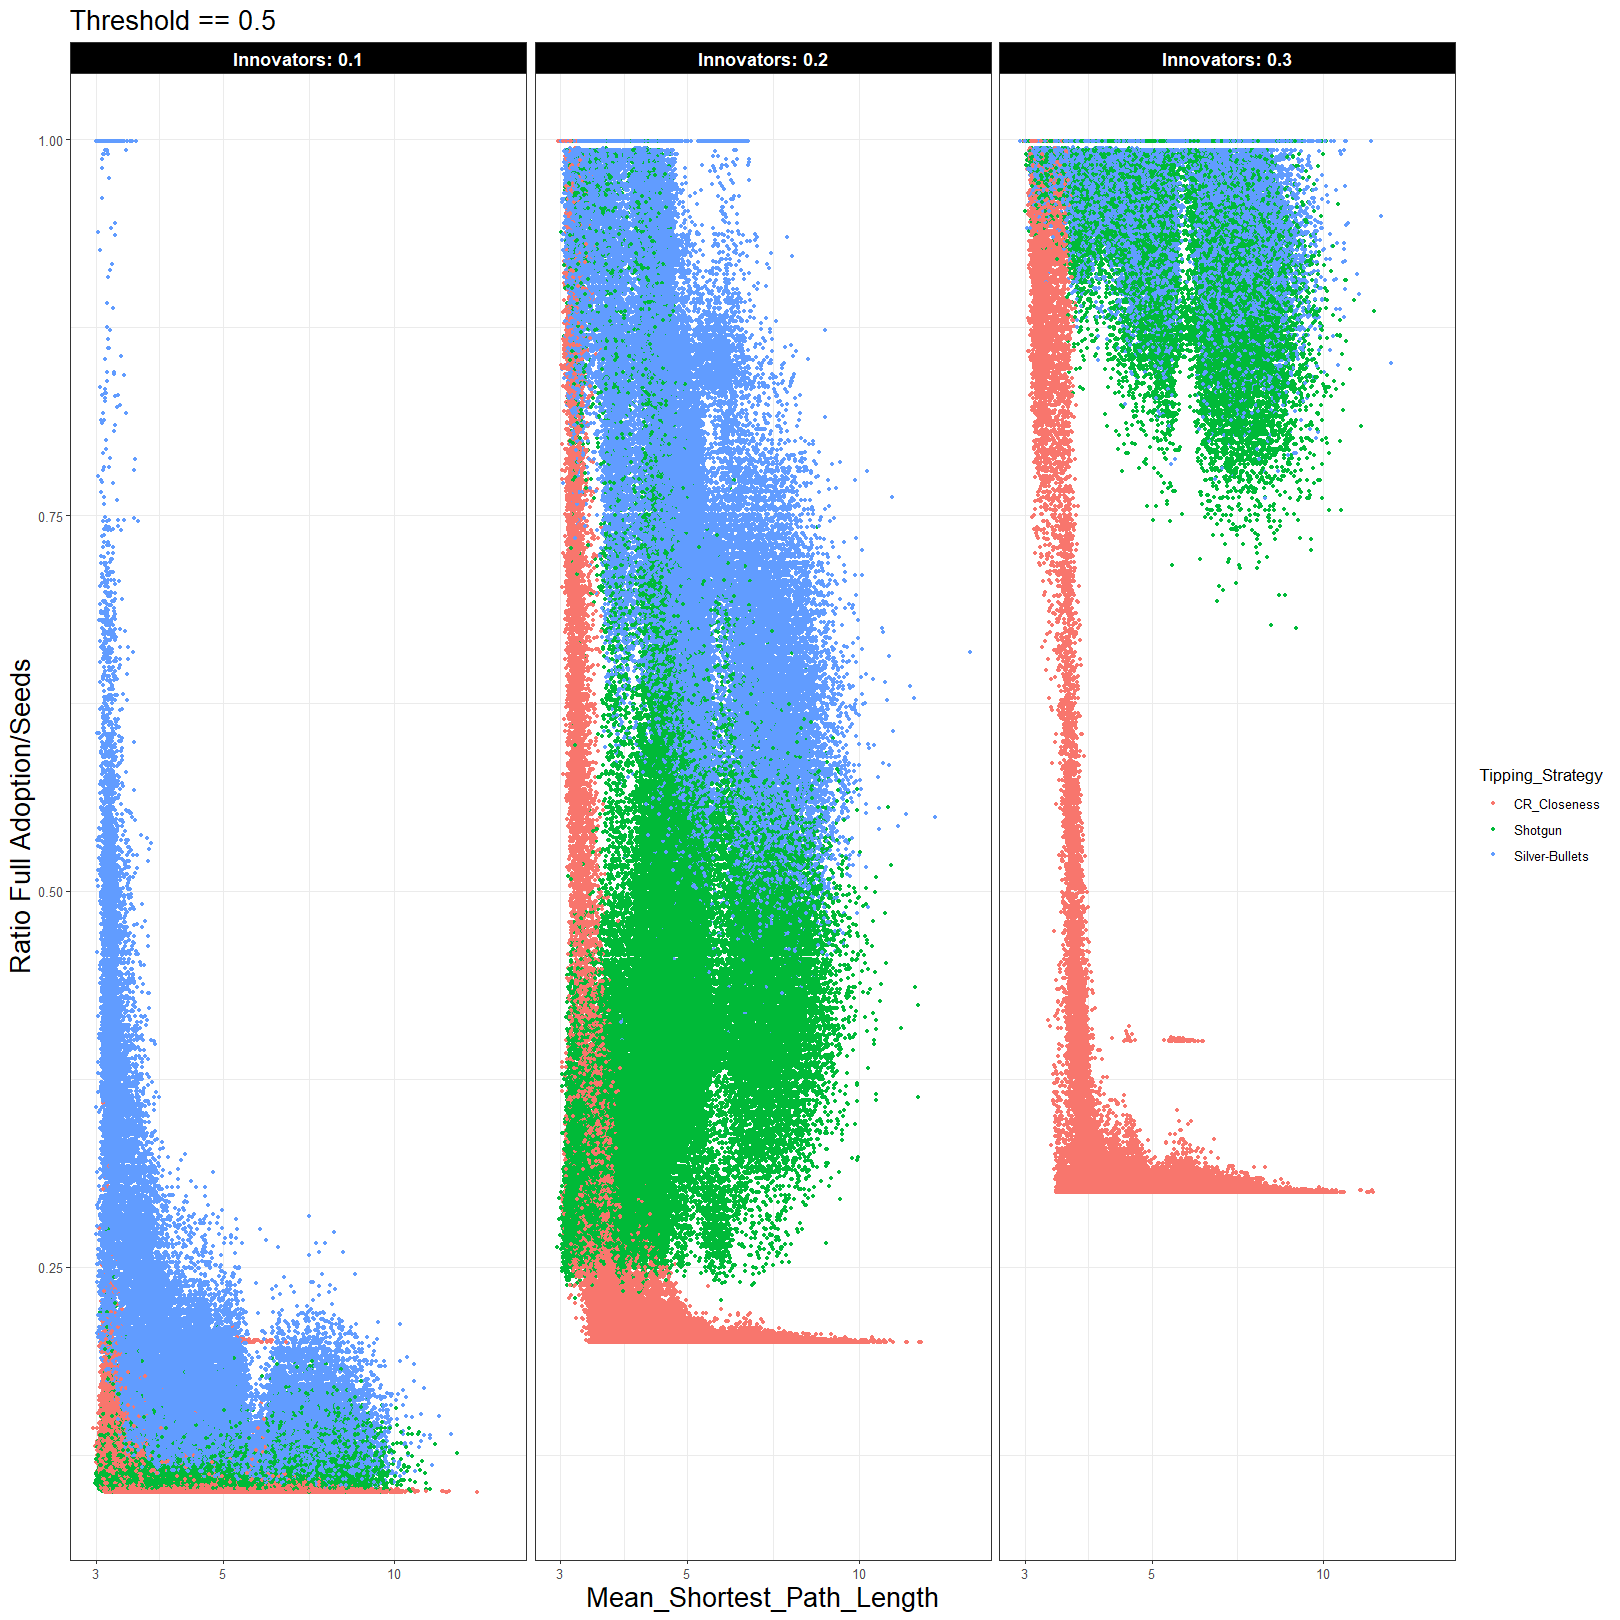 Threshold == 0.5
Innovators: 0.1
Innovators: 0.2
Innovators: 0.3
1.00
0.75
0.50
0.25
Ratio Full Adoption/Seeds
3 5 10
3 5 10
3 5 10
Mean_Shortest_Path_Length
Tipping_Strategy
CR_Closeness
Shotgun
Silver-Bullets